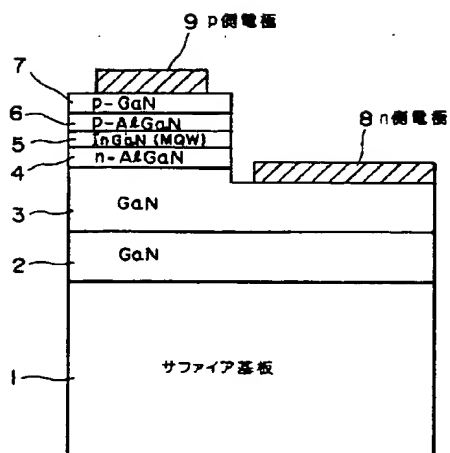 9 p側電極
7
p-GaN
6
p-AlGaN
8 n側電極
5
InGaN (MQW)
4
n-AlGaN
3
GaN
2
GaN
1
サファイア基板